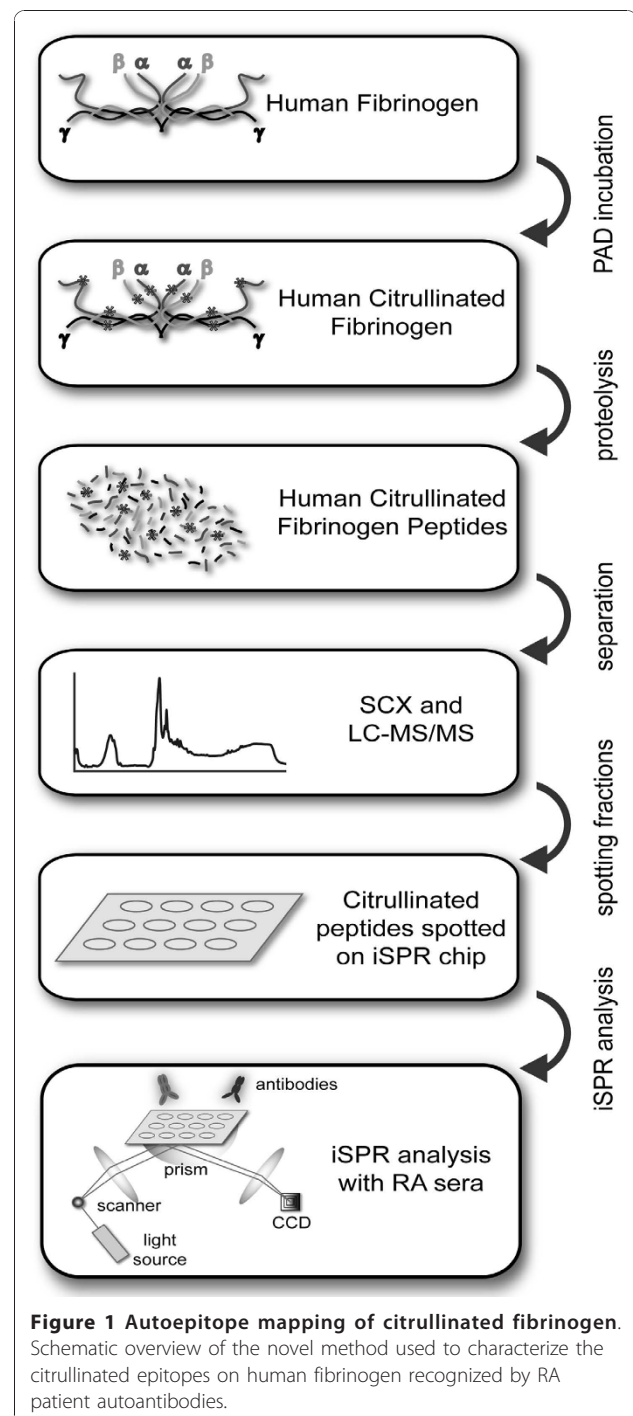 β α α β
γ γ
Human Fibrinogen
PAD incubation
β α α β
γ γ
Human Citrullinated
Fibrinogen
proteolysis
Human Citrullinated
Fibrinogen Peptides
separation
SCX and
LC-MS/MS
spotting fractions
Citrullinated
peptides spotted
on iSPR chip
iSPR analysis
antibodies
prism
scanner
CCD
light
source
iSPR analysis
with RA sera
Figure 1 Autoepitope mapping of citrullinated fibrinogen.
Schematic overview of the novel method used to characterize the
citrullinated epitopes on human fibrinogen recognized by RA
patient autoantibodies.